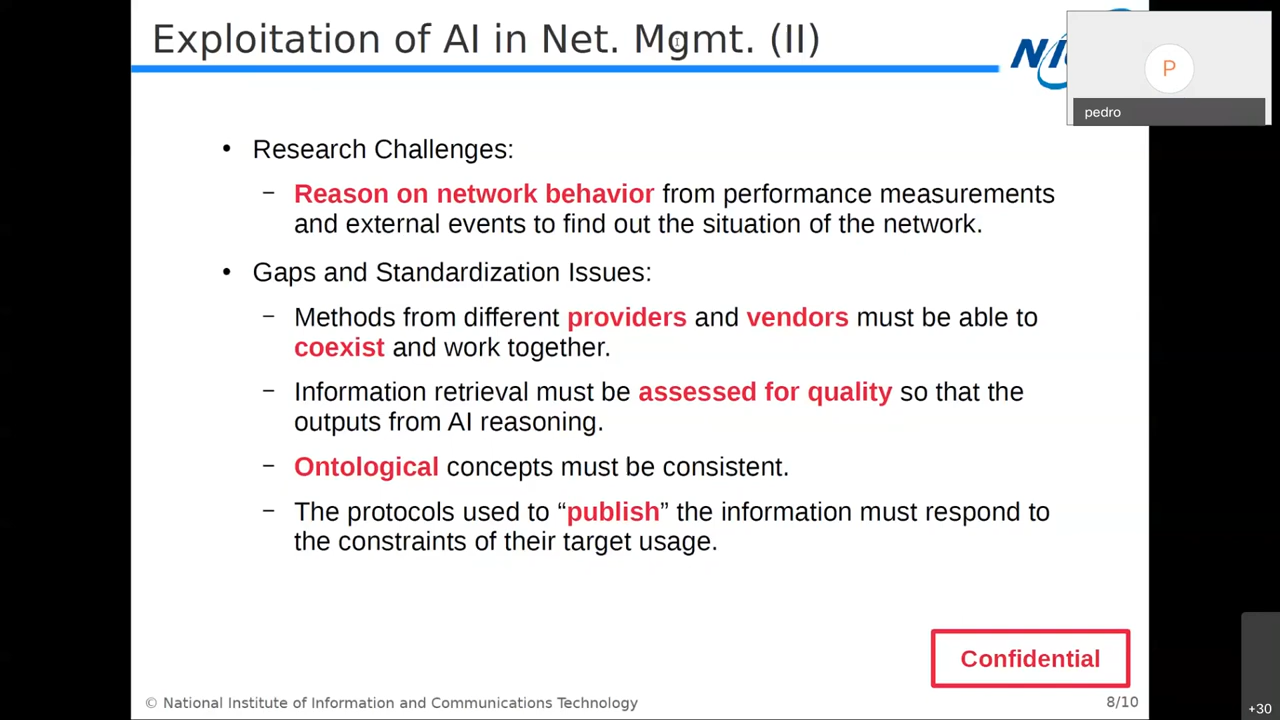 Exploitation of AI in Net. Mgmt. (II)
P
pedro
• Research Challenges:
– Reason on network behavior from performance measurements
and external events to find out the situation of the network.
• Gaps and Standardization Issues:
– Methods from different providers and vendors must be able to
coexist and work together.
– Information retrieval must be assessed for quality so that the
outputs from AI reasoning.
– Ontological concepts must be consistent.
– The protocols used to “publish” the information must respond to
the constraints of their target usage.
Confidential
© National Institute of Information and Communications Technology
8/10
+30